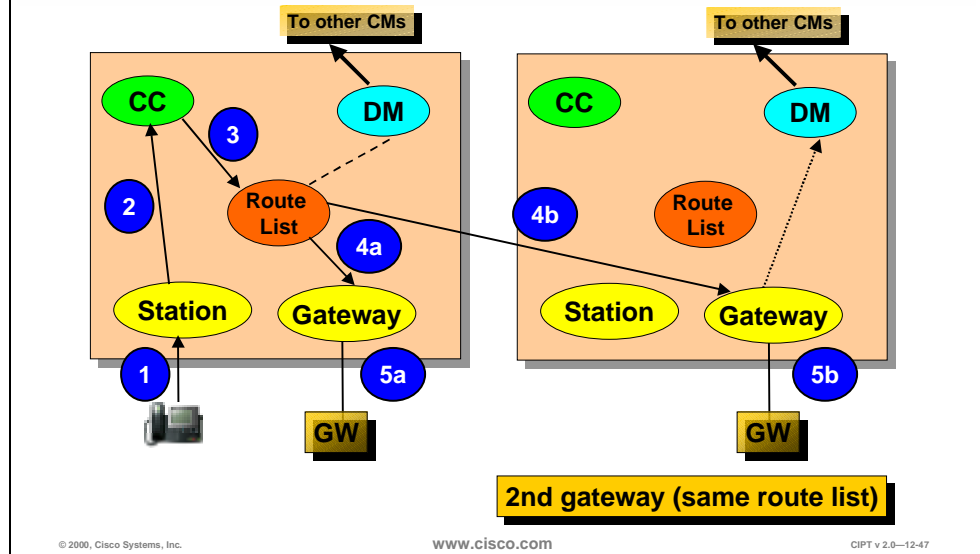 To other CMs
To other CMs
CC
DM
CC
DM
3
2
Route
List
4b
Route
List
4a
Station
Gateway
Station
Gateway
1
5a
5b
GW
GW
2nd gateway (same route list)
© 2000, Cisco Systems, Inc.
www.cisco.com
CIPT v 2.0—12-47